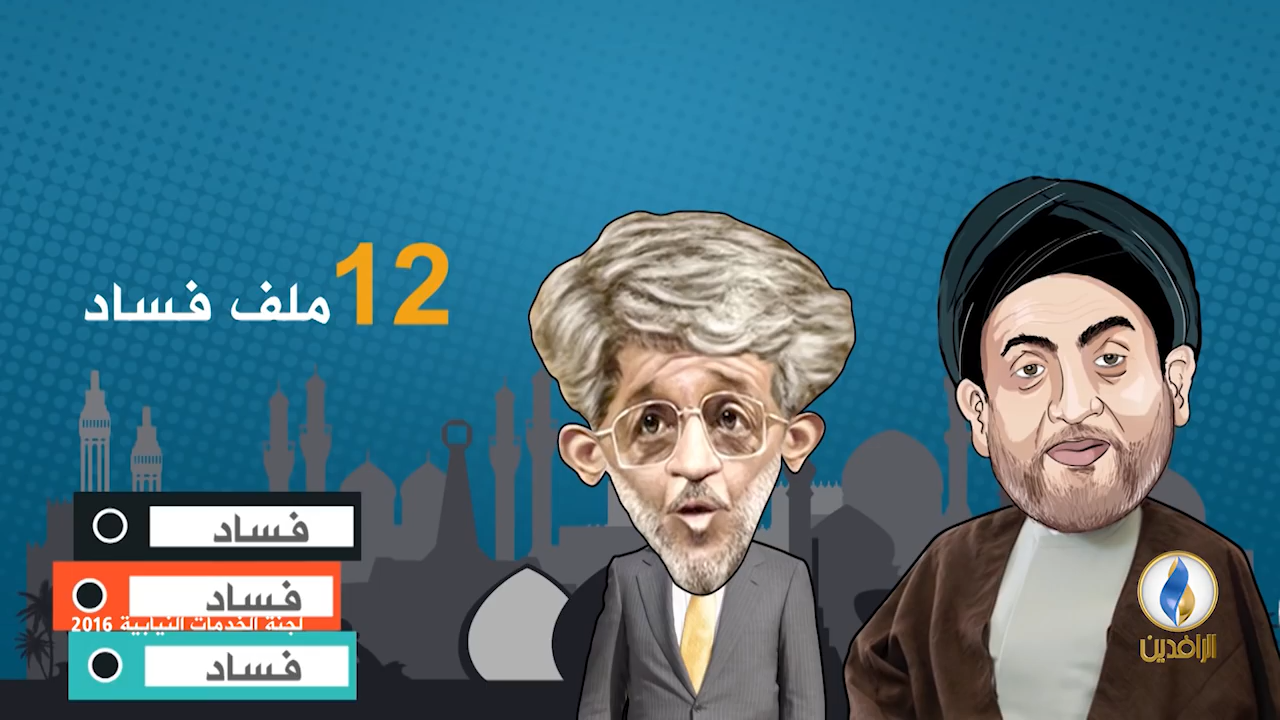 12 ملف فساد
فساد
فساد
لجنة الخدمات النيابية 2016
فساد
الرافدين